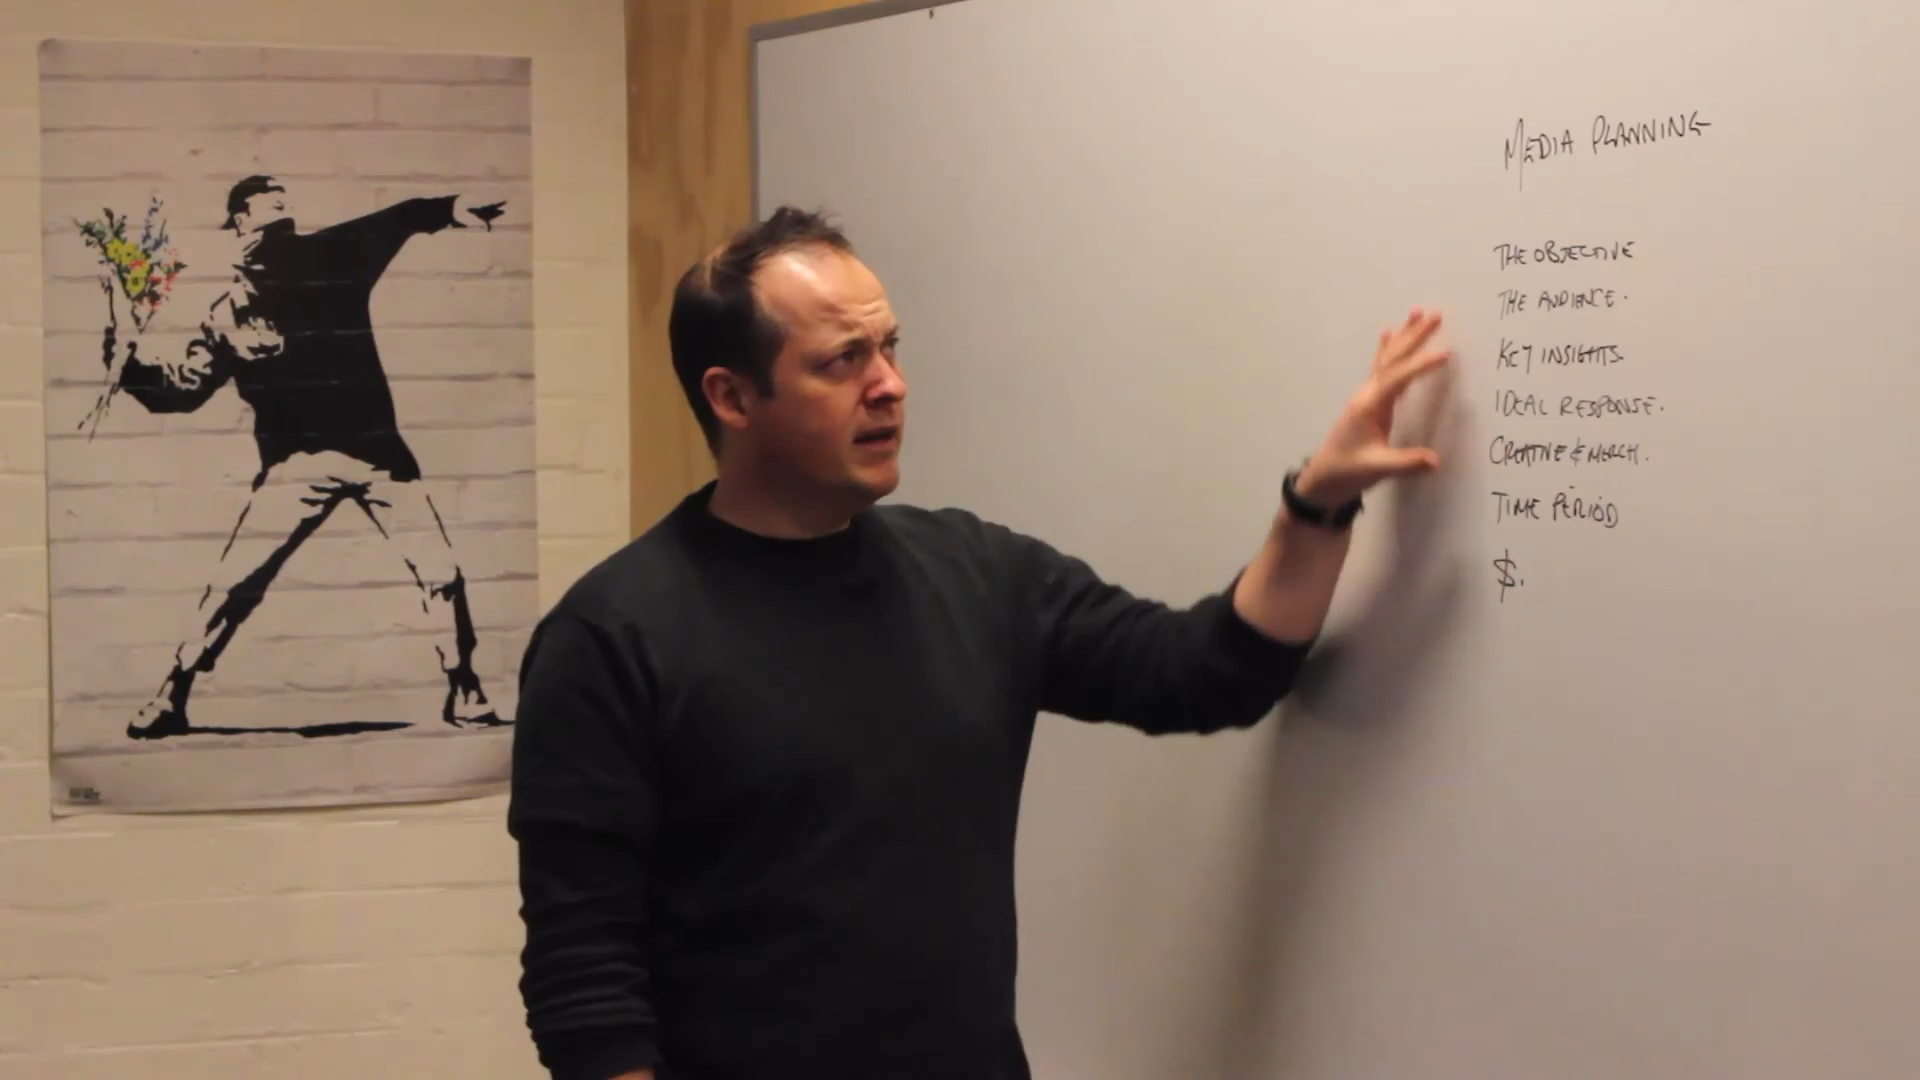 MEDIA PLANNING
THE OBJECTIVE
THE AUDIENCE.
KEY INSIGHTS.
IDEAL RESPONSE.
CREATIVE & MERCH.
TIME PERIOD
$.